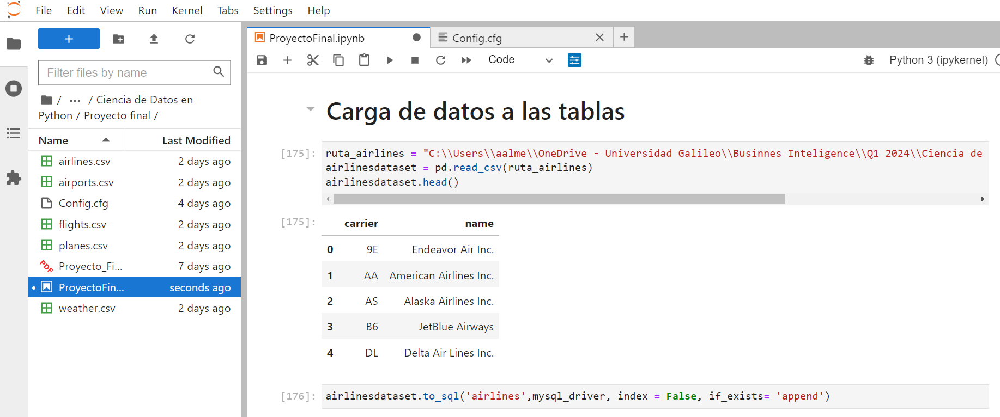 File Edit View Run Kernel Tabs Settings Help
+
Filter files by name
/ ... / Ciencia de Datos en
Python / Proyecto final /
Name Last Modified
airlines.csv 2 days ago
airports.csv 2 days ago
Config.cfg 4 days ago
flights.csv 2 days ago
planes.csv 2 days ago
PDF Proyecto_Fi... 7 days ago
ProyectoFin... seconds ago
weather.csv 2 days ago
ProyectoFinal.ipynb Config.cfg
Code Python 3 (ipykernel)
Carga de datos a las tablas
[175]: ruta_airlines = "C:\\Users\\aalme\\OneDrive - Universidad Galileo\\Businnes Inteligence\\Q1 2024\\Ciencia de
airlinesdataset = pd.read_csv(ruta_airlines)
airlinesdataset.head()
[175]: carrier name
0 9E Endeavor Air Inc.
1 AA American Airlines Inc.
2 AS Alaska Airlines Inc.
3 B6 JetBlue Airways
4 DL Delta Air Lines Inc.
[176]: airlinesdataset.to_sql('airlines',mysql_driver, index = False, if_exists= 'append')